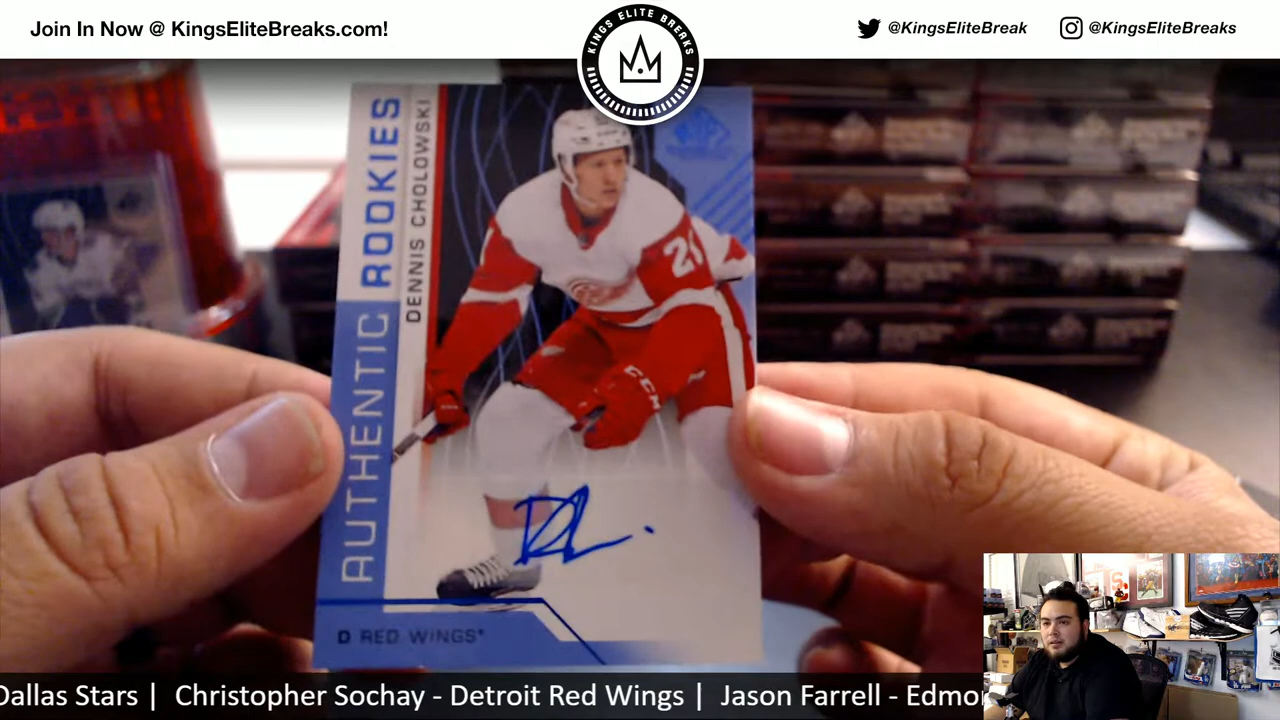 Join In Now @ KingsEliteBreaks.com!
KINGS ELITE BREAKS
@KingsEliteBreak
@KingsEliteBreaks
AUTHENTIC ROOKIES
DENNIS CHOLOWSKI
CCM
D RED WINGS
Dallas Stars | Christopher Sochay - Detroit Red Wings | Jason Farrell - Edmo